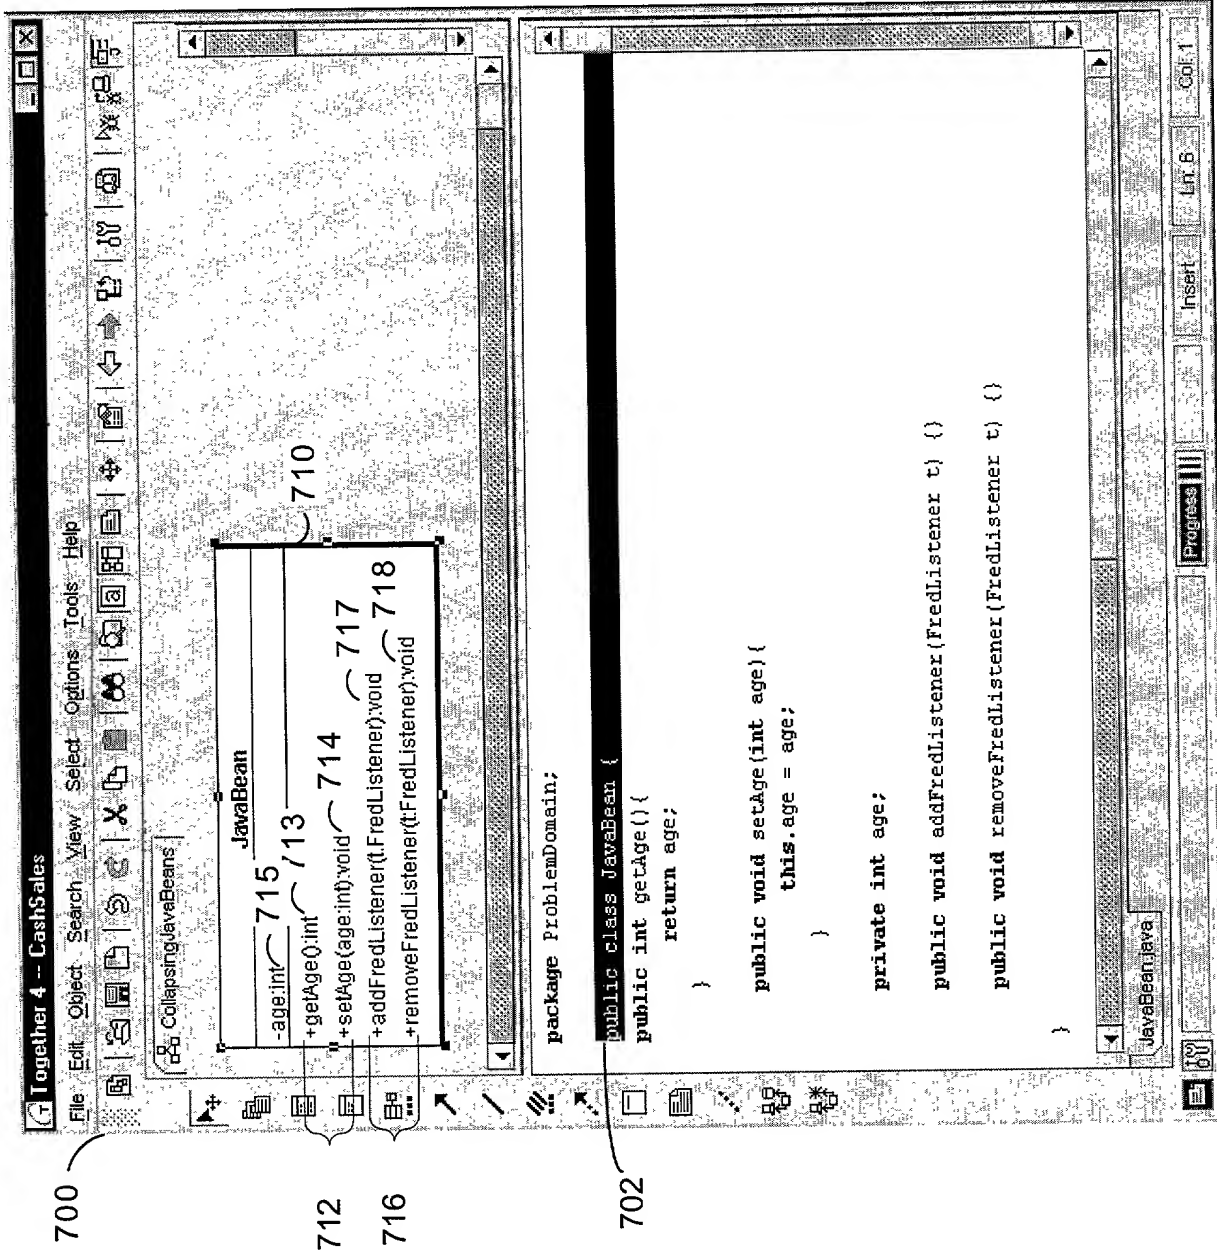 Together 4 -- CashSales
File Edit Object Search View Select Options Tools Help
700
CollapsingJavaBeans
JavaBean
710
-age:int
715
+getAge():int
713
+setAge(age:int):void
714
+addFredListener(t:FredListener):void
717
+removeFredListener(t:FredListener):void
718
712
716
package ProblemDomain;
702
public class JavaBean {
public int getAge(){
return age;
}
public void setAge(int age){
this.age = age;
}
private int age;
public void addFredListener(FredListener t) {}
public void removeFredListener(FredListener t) {}
}
JavaBean.java
Progress
Insert
Ln: 6
Col: 1